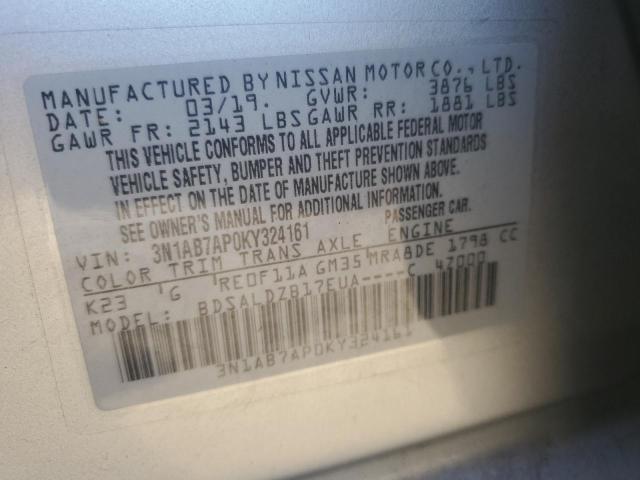 MANUFACTURED BY NISSAN MOTOR CO., LTD.
DATE: 03/19. GVWR: 3876 LBS
GAWR FR: 2143 LBS GAWR RR: 1881 LBS
THIS VEHICLE CONFORMS TO ALL APPLICABLE FEDERAL MOTOR
VEHICLE SAFETY, BUMPER AND THEFT PREVENTION STANDARDS
IN EFFECT ON THE DATE OF MANUFACTURE SHOWN ABOVE.
SEE OWNER'S MANUAL FOR ADDITIONAL INFORMATION.
VIN: 3N1AB7AP0KY324161 PASSENGER CAR.
COLOR TRIM TRANS AXLE ENGINE
K23 'G 'RE0F11A GM35 MRA8DE 1798 CC
MODEL: BDSALDZB17EUA----C 4Z000
3N1AB7AP0KY324161